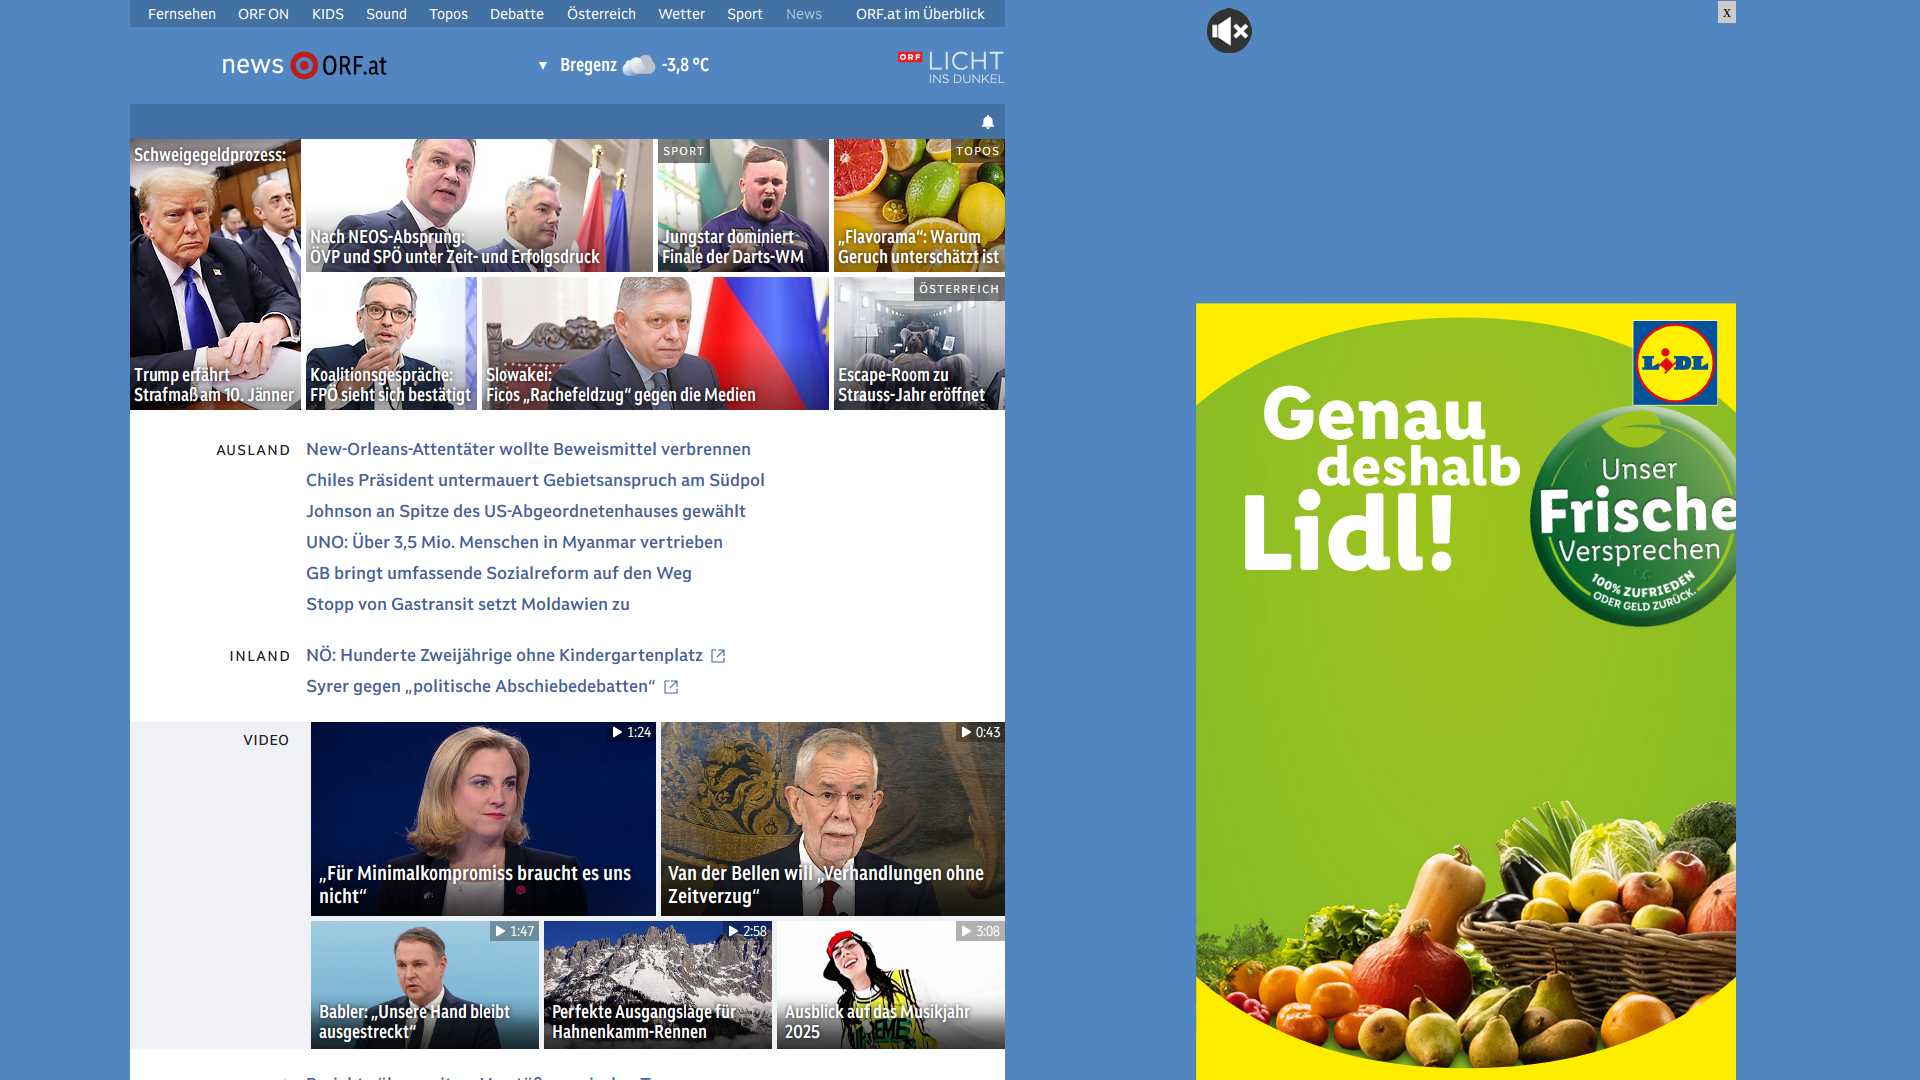 Fernsehen ORF ON KIDS Sound Topos Debatte Österreich Wetter Sport News ORF.at im Überblick
news ORF.at
▼ Bregenz -3,8 °C
ORF LICHT
INS DUNKEL
x
Schweigegeldprozess:
Trump erfährt
Strafmaß am 10. Jänner
Nach NEOS-Absprung:
ÖVP und SPÖ unter Zeit- und Erfolgsdruck
SPORT
Jungstar dominiert
Finale der Darts-WM
TOPOS
„Flavorama“: Warum
Geruch unterschätzt ist
Koalitionsgespräche:
FPÖ sieht sich bestätigt
Slowakei:
Ficos „Rachefeldzug“ gegen die Medien
ÖSTERREICH
Escape-Room zu
Strauss-Jahr eröffnet
AUSLAND
New-Orleans-Attentäter wollte Beweismittel verbrennen
Chiles Präsident untermauert Gebietsanspruch am Südpol
Johnson an Spitze des US-Abgeordnetenhauses gewählt
UNO: Über 3,5 Mio. Menschen in Myanmar vertrieben
GB bringt umfassende Sozialreform auf den Weg
Stopp von Gastransit setzt Moldawien zu
INLAND
NÖ: Hunderte Zweijährige ohne Kindergartenplatz
Syrer gegen „politische Abschiebedebatten“
VIDEO
1:24
„Für Minimalkompromiss braucht es uns
nicht“
0:43
Van der Bellen will „Verhandlungen ohne
Zeitverzug“
1:47
Babler: „Unsere Hand bleibt
ausgestreckt“
2:58
Perfekte Ausgangslage für
Hahnenkamm-Rennen
3:08
Ausblick auf das Musikjahr
2025
LIDL
Genau
deshalb
Lidl!
Unser
Frische
Versprechen
100% ZUFRIEDEN
ODER GELD ZURÜCK.